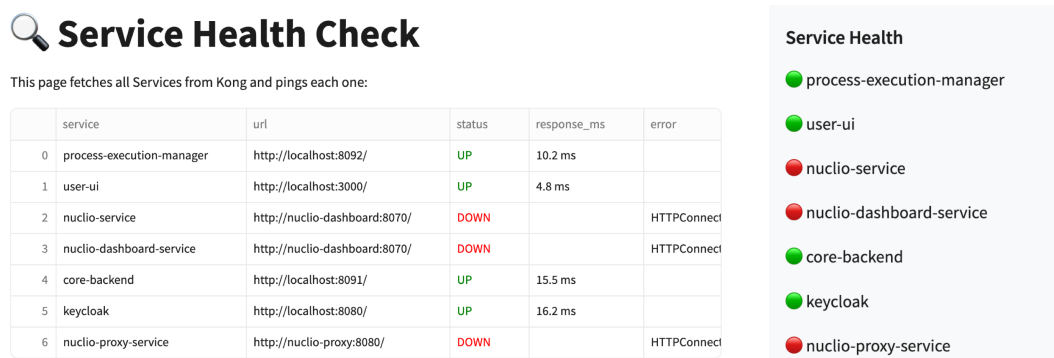 Service Health Check
This page fetches all Services from Kong and pings each one:
service url status response_ms error
0 process-execution-manager http://localhost:8092/ UP 10.2 ms
1 user-ui http://localhost:3000/ UP 4.8 ms
2 nuclio-service http://nuclio-dashboard:8070/ DOWN HTTPConnect
3 nuclio-dashboard-service http://nuclio-dashboard:8070/ DOWN HTTPConnect
4 core-backend http://localhost:8091/ UP 15.5 ms
5 keycloak http://localhost:8080/ UP 16.2 ms
6 nuclio-proxy-service http://nuclio-proxy:8080/ DOWN HTTPConnect
Service Health
process-execution-manager
user-ui
nuclio-service
nuclio-dashboard-service
core-backend
keycloak
nuclio-proxy-service